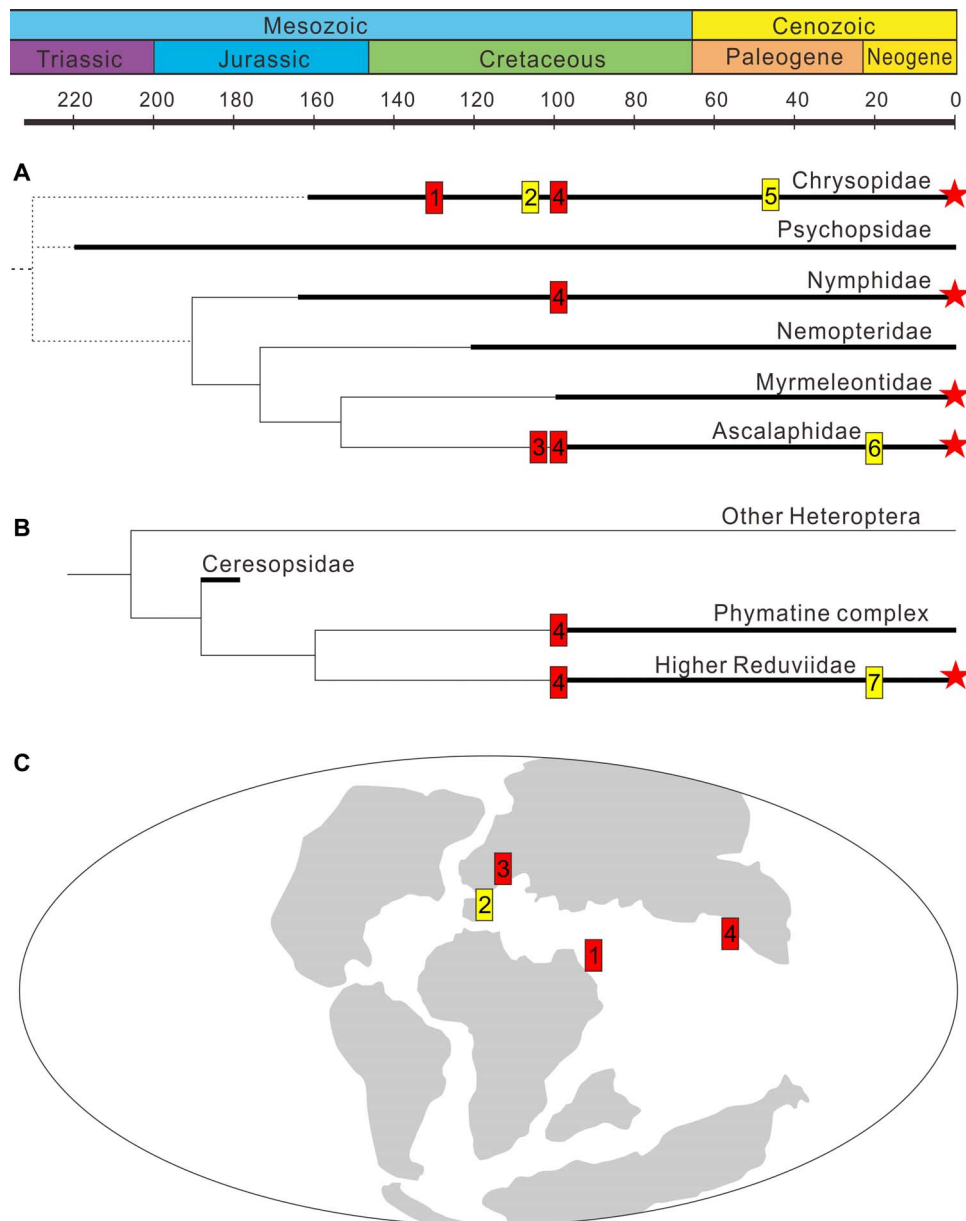 Mesozoic Cenozoic
Triassic Jurassic Cretaceous Paleogene Neogene
220 200 180 160 140 120 100 80 60 40 20 0
A
Chrysopidae
1 2 4 5
Psychopsidae
Nymphidae
4
Nemopteridae
Myrmeleontidae
Ascalaphidae
3 4 6
B
Other Heteroptera
Ceresopsidae
Phymatine complex
4
Higher Reduviidae
4 7
C
3
2
4
1